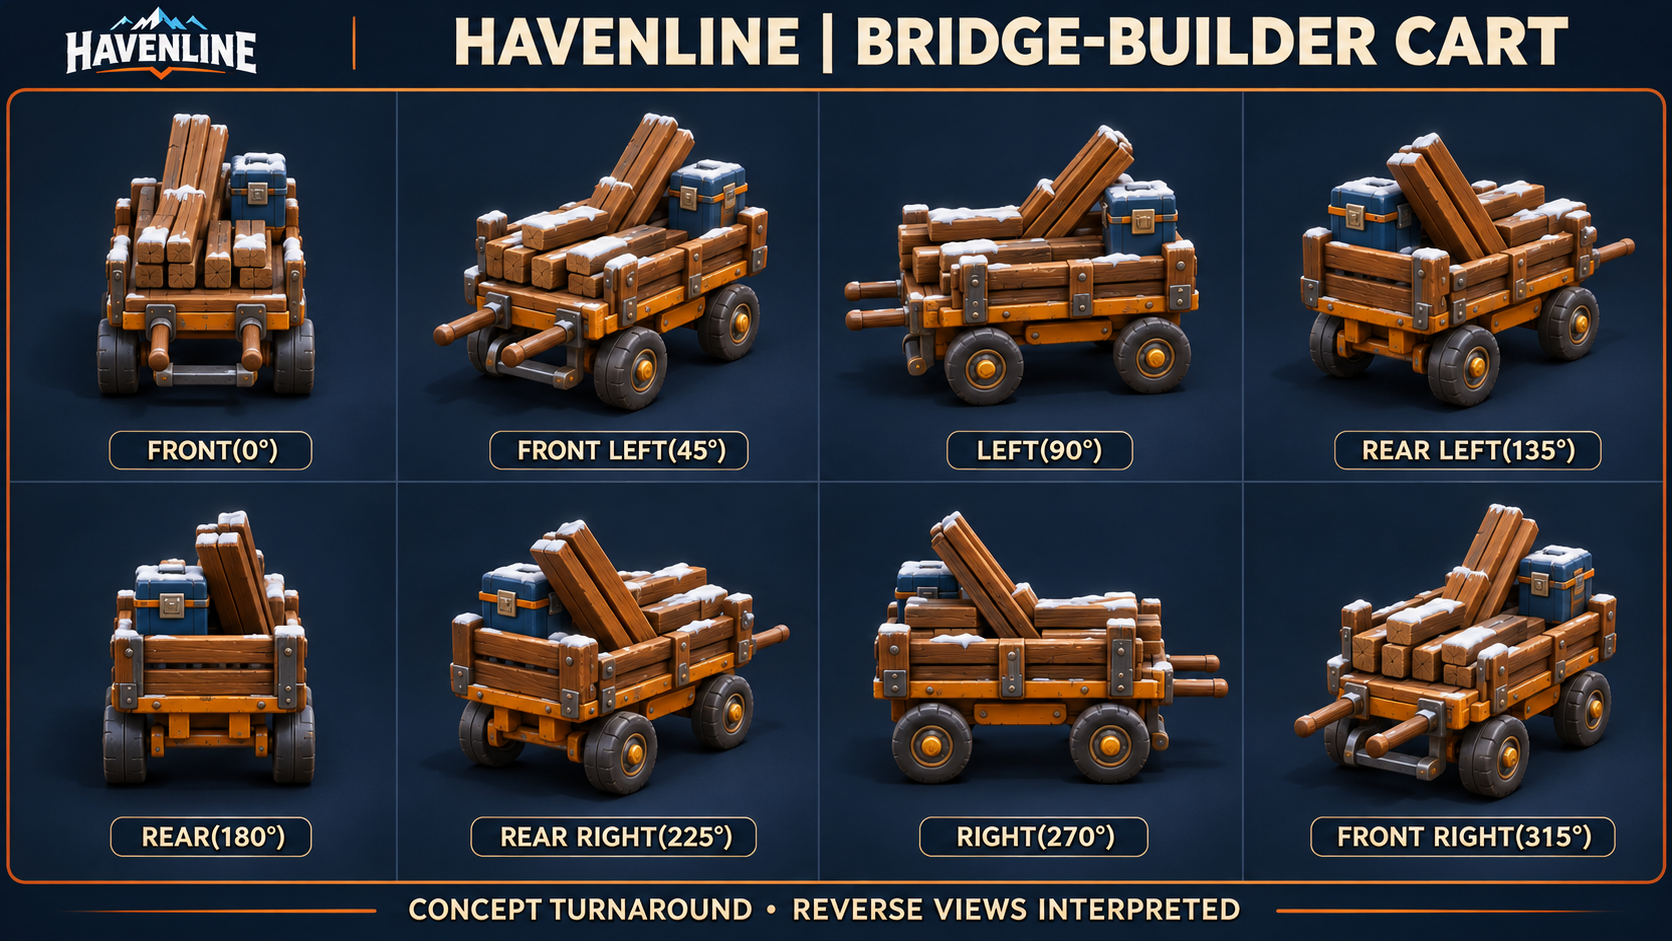 HAVENLINE
HAVENLINE | BRIDGE-BUILDER CART
FRONT(0°)
FRONT LEFT(45°)
LEFT(90°)
REAR LEFT(135°)
REAR(180°)
REAR RIGHT(225°)
RIGHT(270°)
FRONT RIGHT(315°)
CONCEPT TURNAROUND • REVERSE VIEWS INTERPRETED